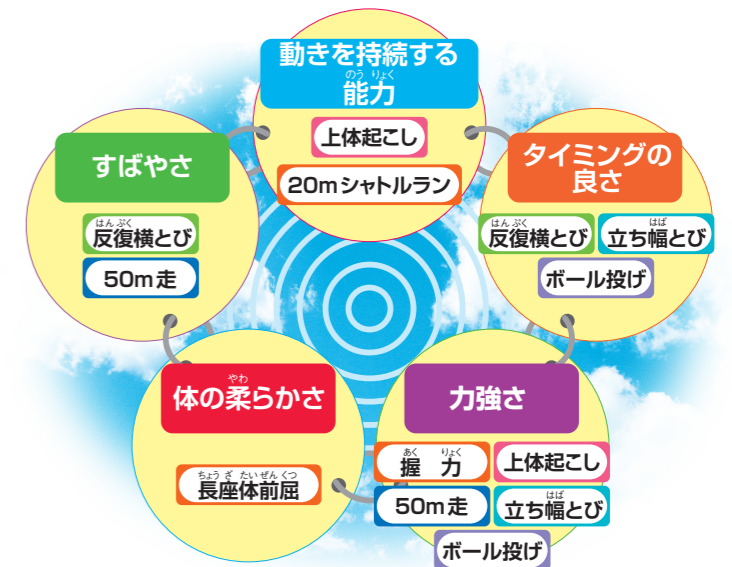 動きを持続する
のうりょく
能力
上体起こし
20mシャトルラン
すばやさ
はんぷく
反復横とび
50m走
タイミングの
良さ
はんぷく
反復横とび
はば
立ち幅とび
ボール投げ
やわ
体の柔らかさ
ちょうざたいぜんくつ
長座体前屈
力強さ
あくりょく
握力
上体起こし
50m走
はば
立ち幅とび
ボール投げ